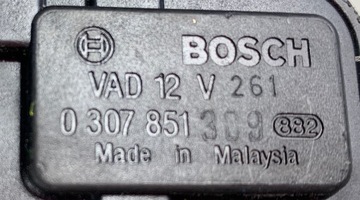 BOSCH
VAD 12 V 261
0 307 851 309 882
Made in Malaysia